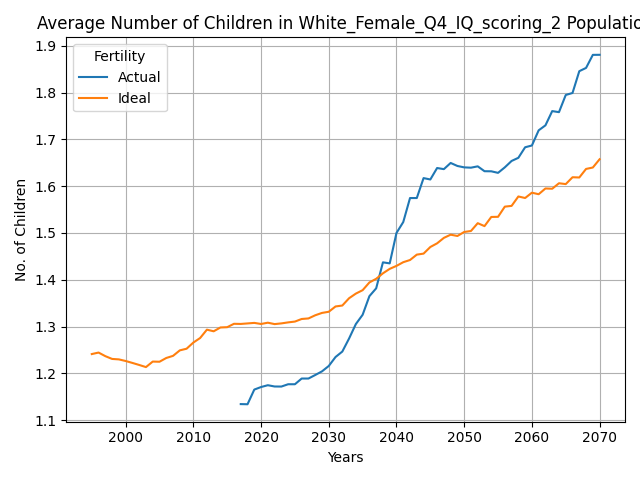 Average Number of Children in White_Female_Q4_IQ_scoring_2 Populatio
Fertility
Actual
Ideal
No. of Children
1.9
1.8
1.7
1.6
1.5
1.4
1.3
1.2
1.1
2000 2010 2020 2030 2040 2050 2060 2070
Years